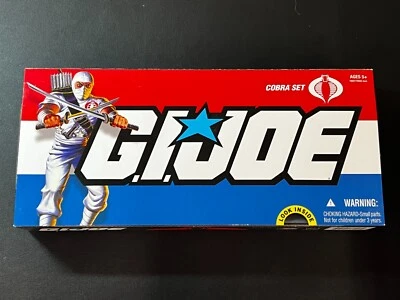 COBRA SET
AGES 5+
G.I.JOE
LOOK INSIDE
WARNING:
CHOKING HAZARD-Small parts.
Not for children under 3 years.